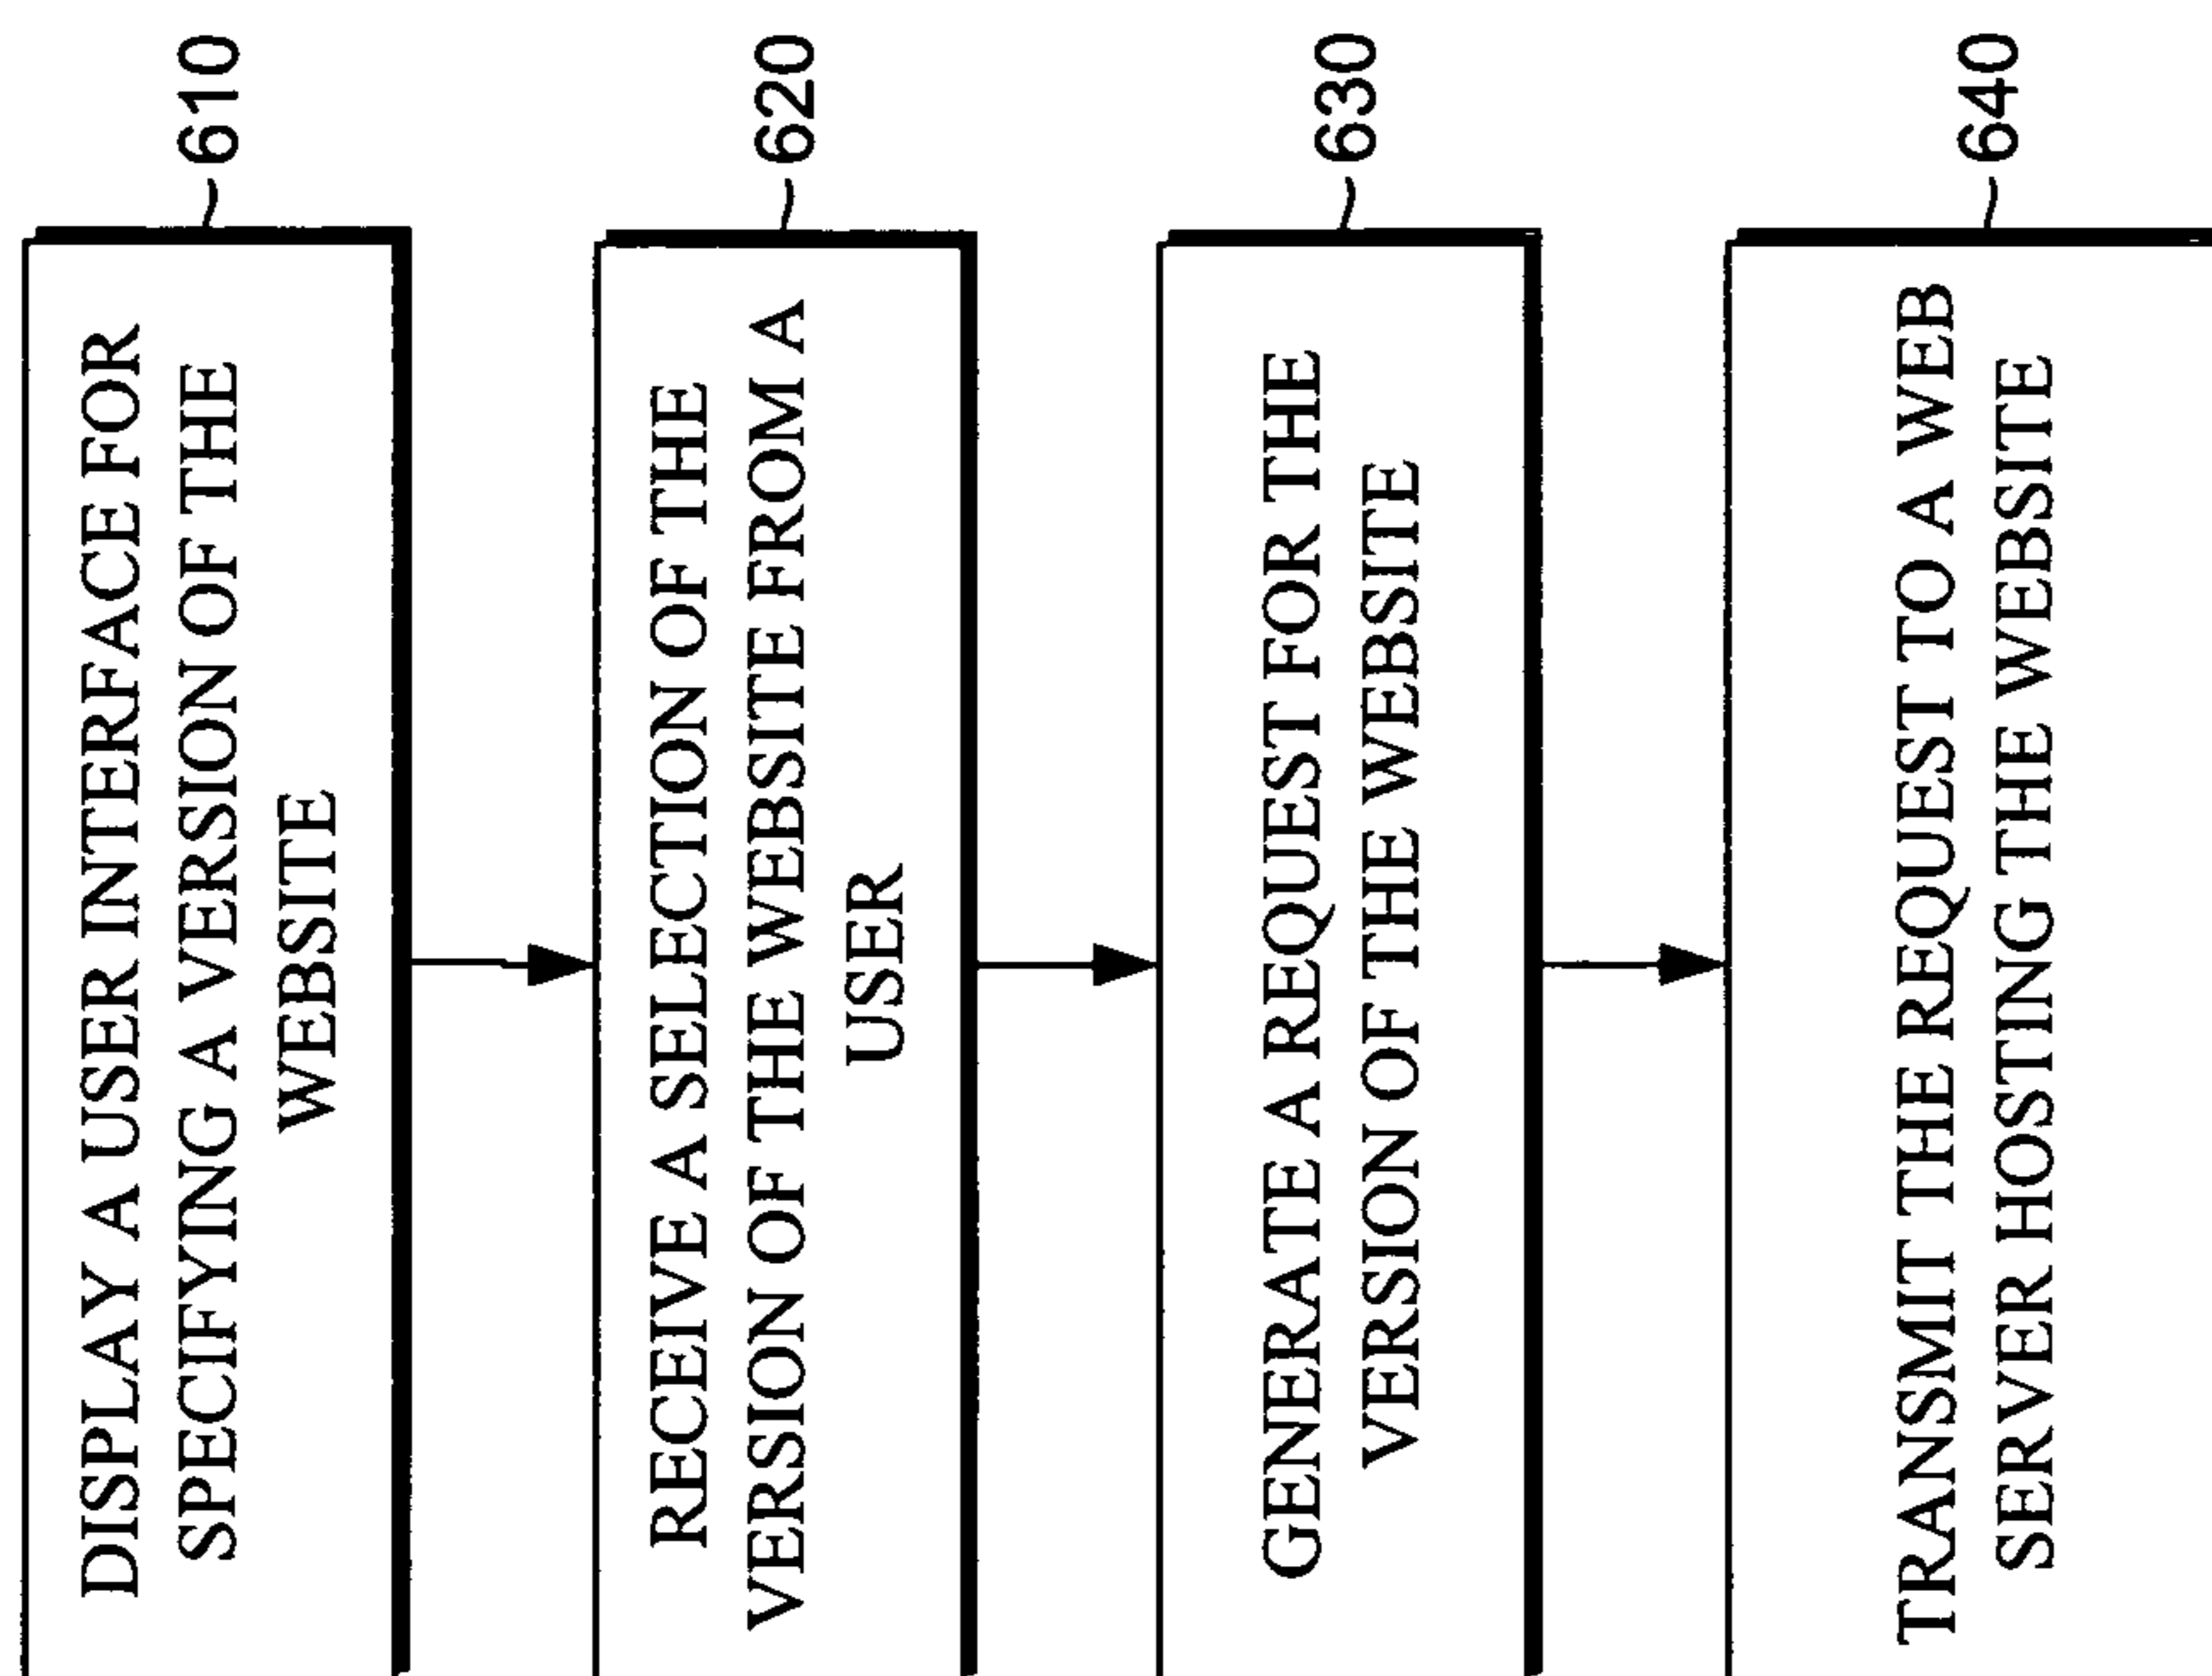 DISPLAY A USER INTERFACE FOR
SPECIFYING A VERSION OF THE
WEBSITE
610
RECEIVE A SELECTION OF THE
VERSION OF THE WEBSITE FROM A
USER
620
GENERATE A REQUEST FOR THE
VERSION OF THE WEBSITE
630
TRANSMIT THE REQUEST TO A WEB
SERVER HOSTING THE WEBSITE
640